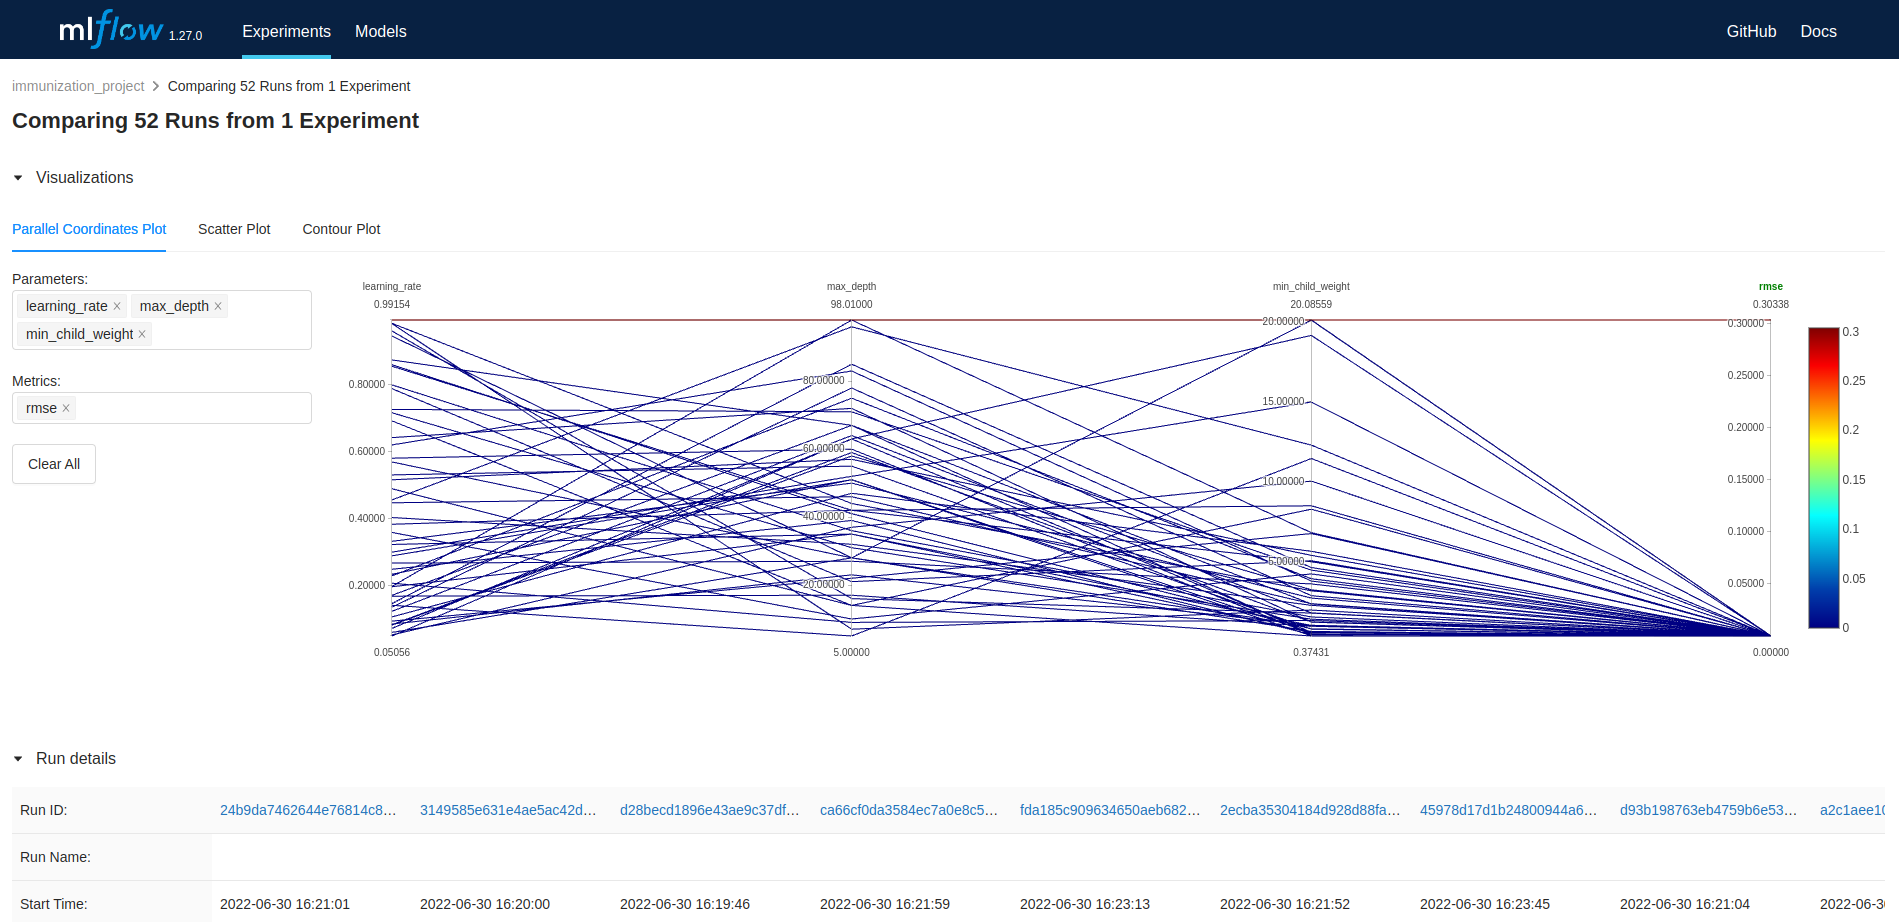 mlflow 1.27.0 Experiments Models GitHub Docs
immunization_project > Comparing 52 Runs from 1 Experiment
Comparing 52 Runs from 1 Experiment
Visualizations
Parallel Coordinates Plot Scatter Plot Contour Plot
Parameters:
learning_rate × max_depth ×
min_child_weight ×
Metrics:
rmse ×
Clear All
learning_rate max_depth min_child_weight rmse
0.99154 98.01000 20.08559 0.30338
20.00000 0.30000 0.3
0.80000 80.00000 0.25000 0.25
15.00000
0.60000 60.00000 0.20000 0.2
10.00000 0.15000 0.15
0.40000 40.00000 0.10000 0.1
5.00000
0.20000 20.00000 0.05000 0.05
0
0.05056 5.00000 0.37431 0.00000
Run details
Run ID: 24b9da7462644e76814c8... 3149585e631e4ae5ac42d... d28becd1896e43ae9c37df... ca66cf0da3584ec7a0e8c5... fda185c909634650aeb682... 2ecba35304184d928d88fa... 45978d17d1b24800944a6... d93b198763eb4759b6e53... a2c1aee10
Run Name:
Start Time: 2022-06-30 16:21:01 2022-06-30 16:20:00 2022-06-30 16:19:46 2022-06-30 16:21:59 2022-06-30 16:23:13 2022-06-30 16:21:52 2022-06-30 16:23:45 2022-06-30 16:21:04 2022-06-